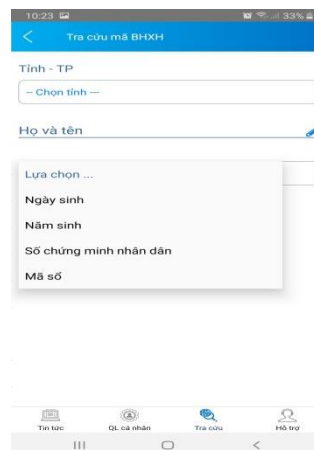 10:23 33%
Tra cứu mã BHXH
Tỉnh - TP
-- Chọn tỉnh --
Họ và tên
Lựa chọn ...
Ngày sinh
Năm sinh
Số chứng minh nhân dân
Mã số
Tin tức QL cá nhân Tra cứu Hỗ trợ